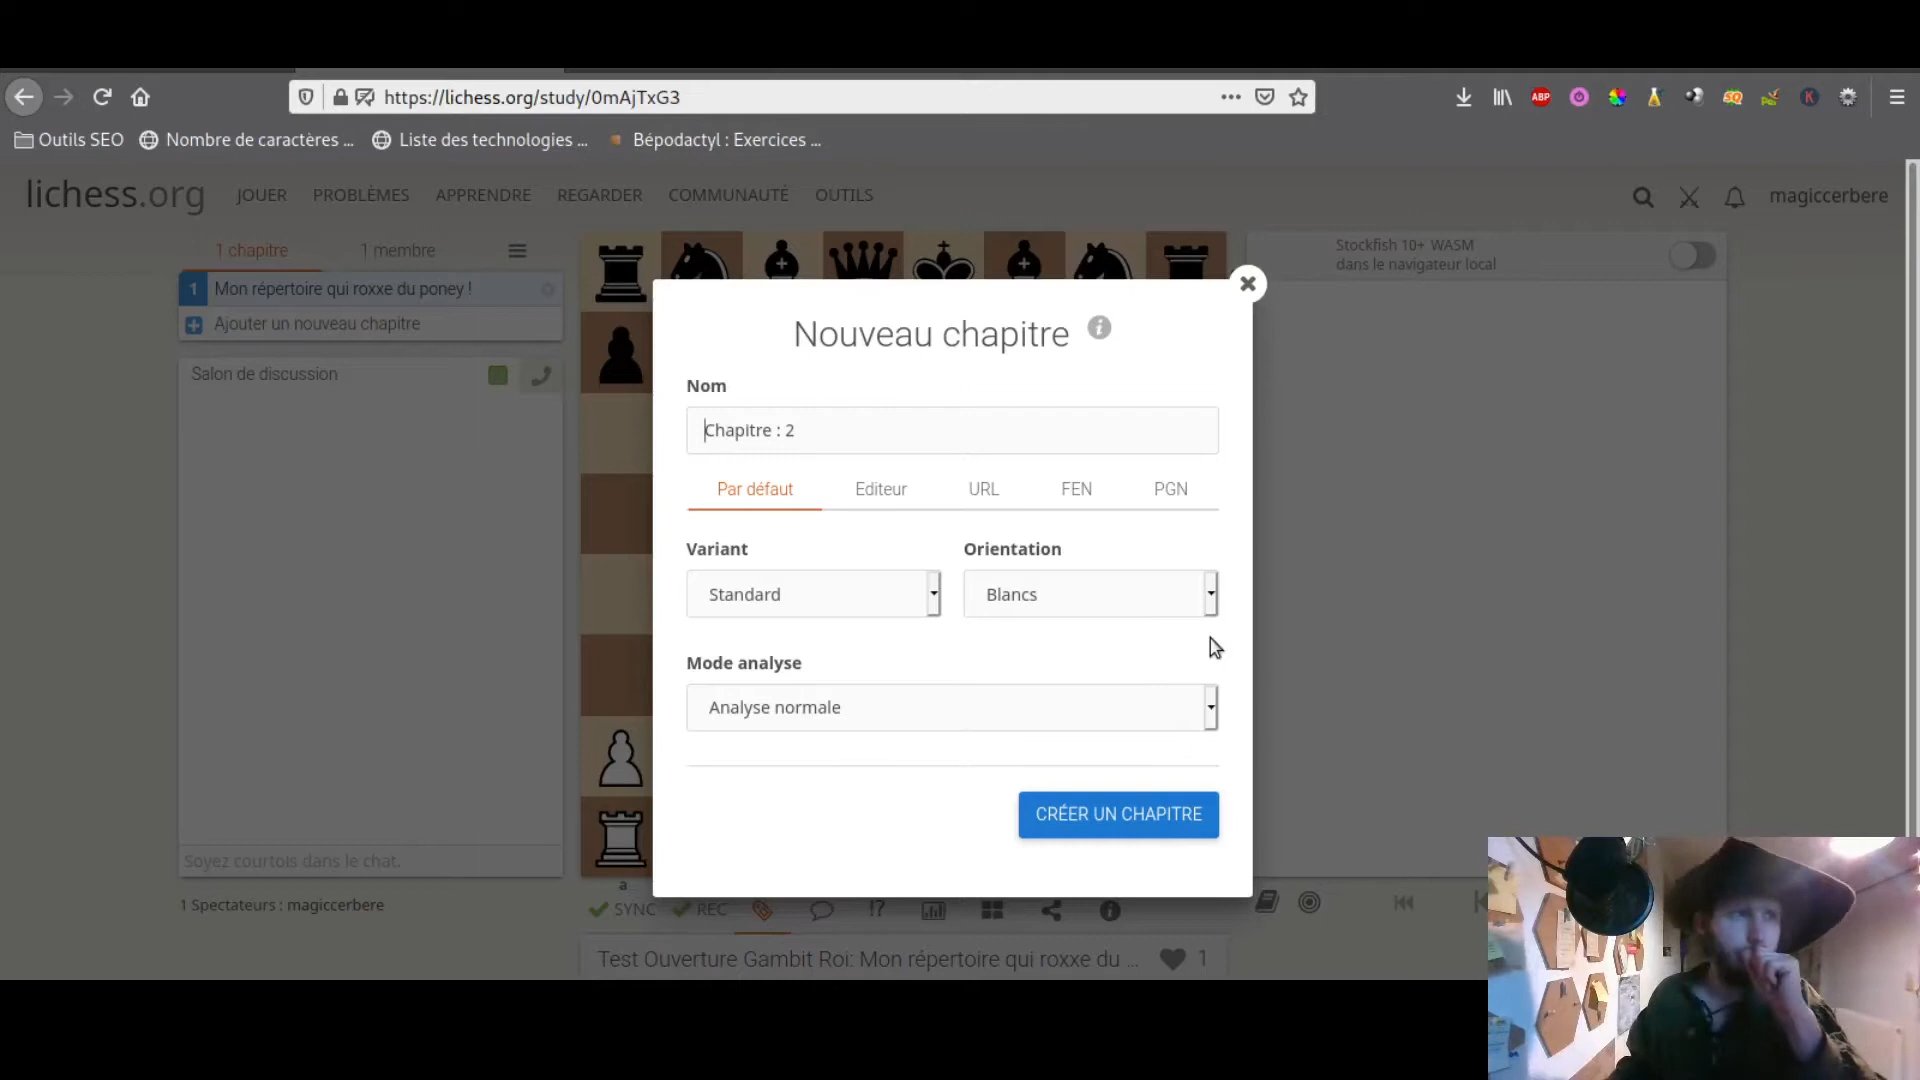 https://lichess.org/study/0mAjTxG3
ABP
SQ
K
Outils SEO
Nombre de caractères ...
Liste des technologies ...
Bépodactyl : Exercices ...
lichess.org
JOUER
PROBLÈMES
APPRENDRE
REGARDER
COMMUNAUTÉ
OUTILS
magiccerbere
1 chapitre
1 membre
1 Mon répertoire qui roxxe du poney !
Ajouter un nouveau chapitre
Salon de discussion
Soyez courtois dans le chat.
1 Spectateurs : magiccerbere
Stockfish 10+ WASM
dans le navigateur local
Nouveau chapitre
Nom
Chapitre : 2
Par défaut
Editeur
URL
FEN
PGN
Variant
Orientation
Standard
Blancs
Mode analyse
Analyse normale
CRÉER UN CHAPITRE
a
SYNC
REC
!?
Test Ouverture Gambit Roi: Mon répertoire qui roxxe du ...
1